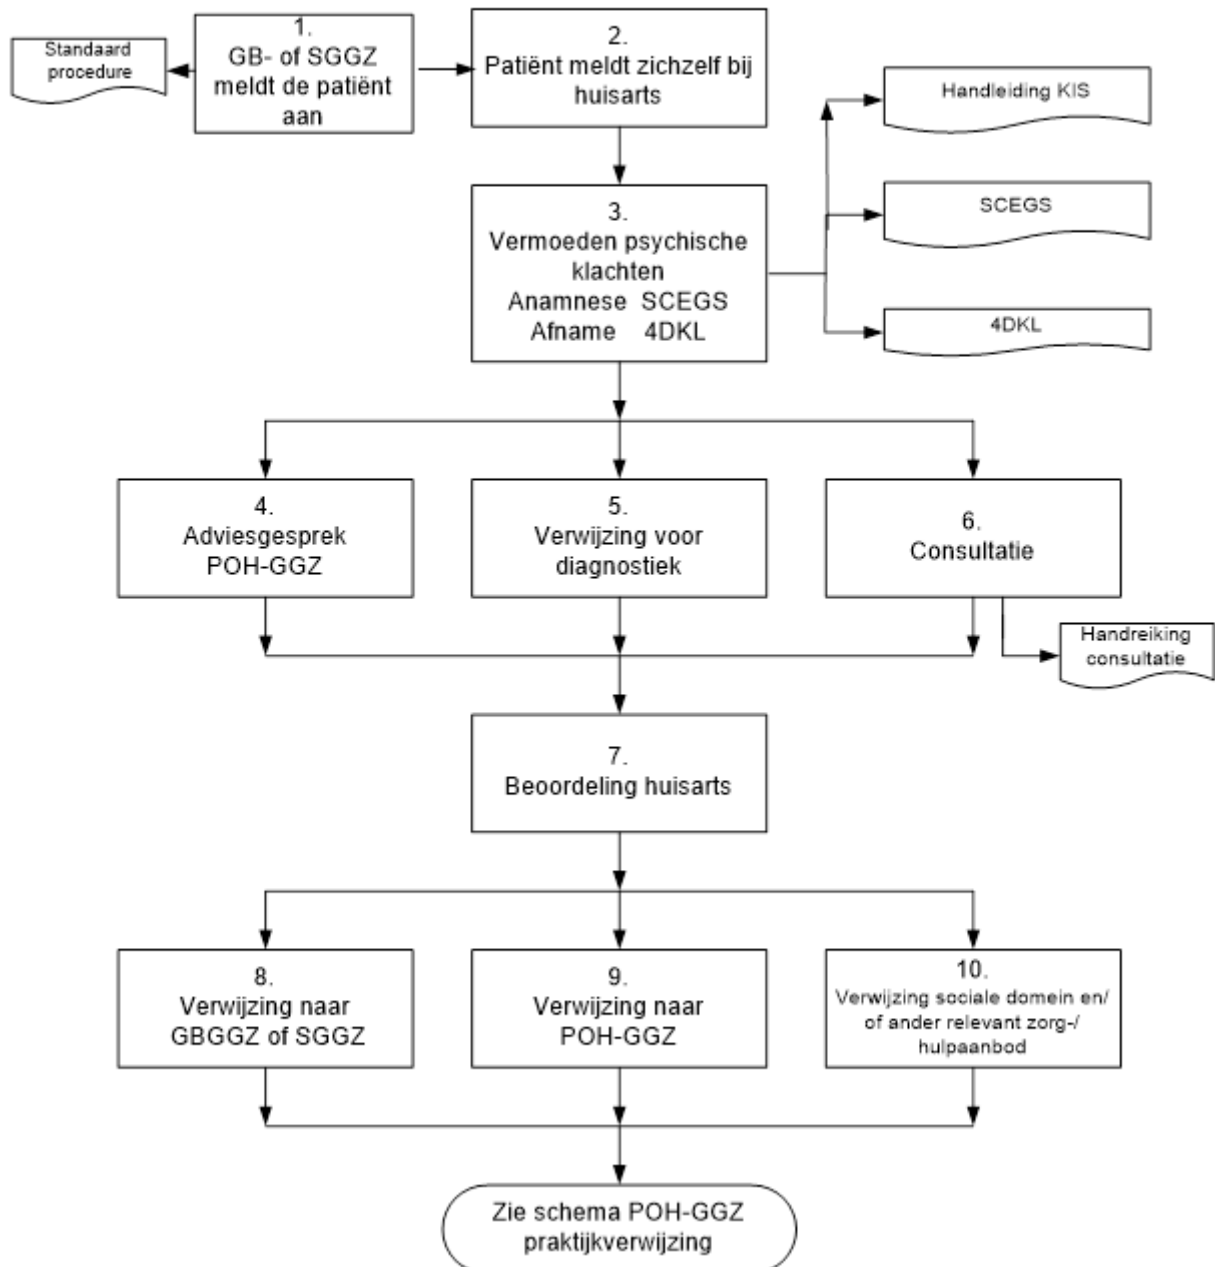 Standaard
procedure
1.
GB- of SGGZ
meldt de patiënt
aan
2.
Patiënt meldt zichzelf bij
huisarts
Handleiding KIS
SCEGS
4DKL
3.
Vermoeden psychische
klachten
Anamnese SCEGS
Afname 4DKL
4.
Adviesgesprek
POH-GGZ
5.
Verwijzing voor
diagnostiek
6.
Consultatie
Handreiking
consultatie
7.
Beoordeling huisarts
8.
Verwijzing naar
GBGGZ of SGGZ
9.
Verwijzing naar
POH-GGZ
10.
Verwijzing sociale domein en/
of ander relevant zorg-/
hulpaanbod
Zie schema POH-GGZ
praktijkverwijzing